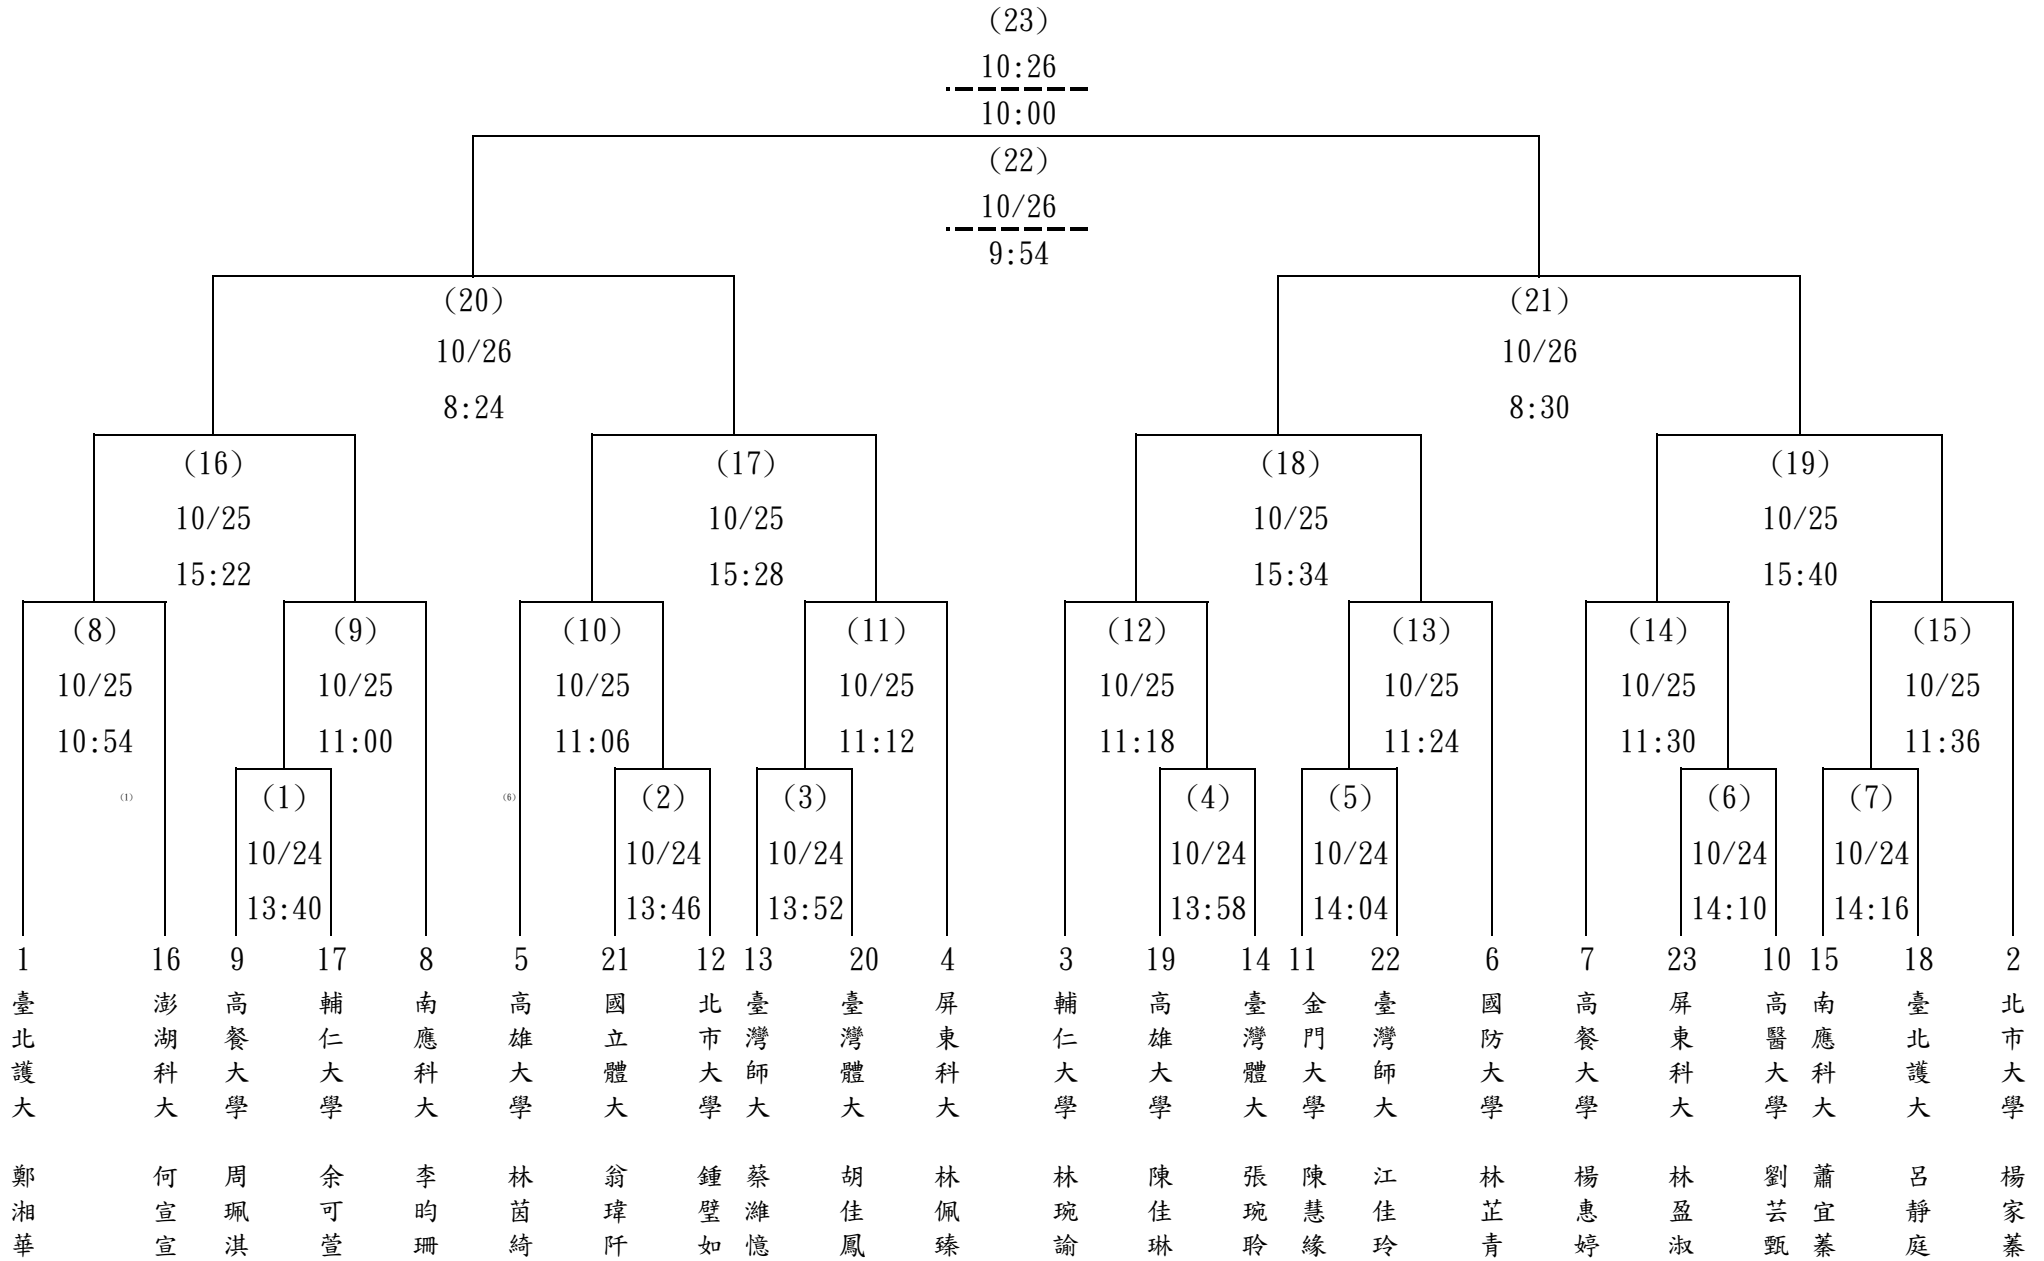 (23)
10:26
10:00
(22)
10/26
9:54
(20)
10/26
8:24
(21)
10/26
8:30
(16)
10/25
15:22
(17)
10/25
15:28
(18)
10/25
15:34
(19)
10/25
15:40
(8)
10/25
10:54
(9)
10/25
11:00
(10)
10/25
11:06
(11)
10/25
11:12
(12)
10/25
11:18
(13)
10/25
11:24
(14)
10/25
11:30
(15)
10/25
11:36
(1)
(1)
10/24
13:40
(6)
(2)
10/24
13:46
(3)
10/24
13:52
(4)
10/24
13:58
(5)
10/24
14:04
(6)
10/24
14:10
(7)
10/24
14:16
1
臺北護大
鄭湘華
16
澎湖科大
何宣宣
9
高餐大學
周珮淇
17
輔仁大學
余可萱
8
南應科大
李昀珊
5
高雄大學
林茵綺
21
國立體大
翁瑋阡
12
北市大學
鍾璧如
13
臺灣師大
蔡濰憶
20
臺灣體大
胡佳鳳
4
屏東科大
林佩臻
3
輔仁大學
林琬諭
19
高雄大學
陳佳琳
14
臺灣體大
張琬聆
11
金門大學
陳慧緣
22
臺灣師大
江佳玲
6
國防大學
林芷青
7
高餐大學
楊惠婷
23
屏東科大
林盈淑
10
高醫大學
劉芸甄
15
南應科大
蕭宜蓁
18
臺北護大
呂靜庭
2
北市大學
楊家蓁